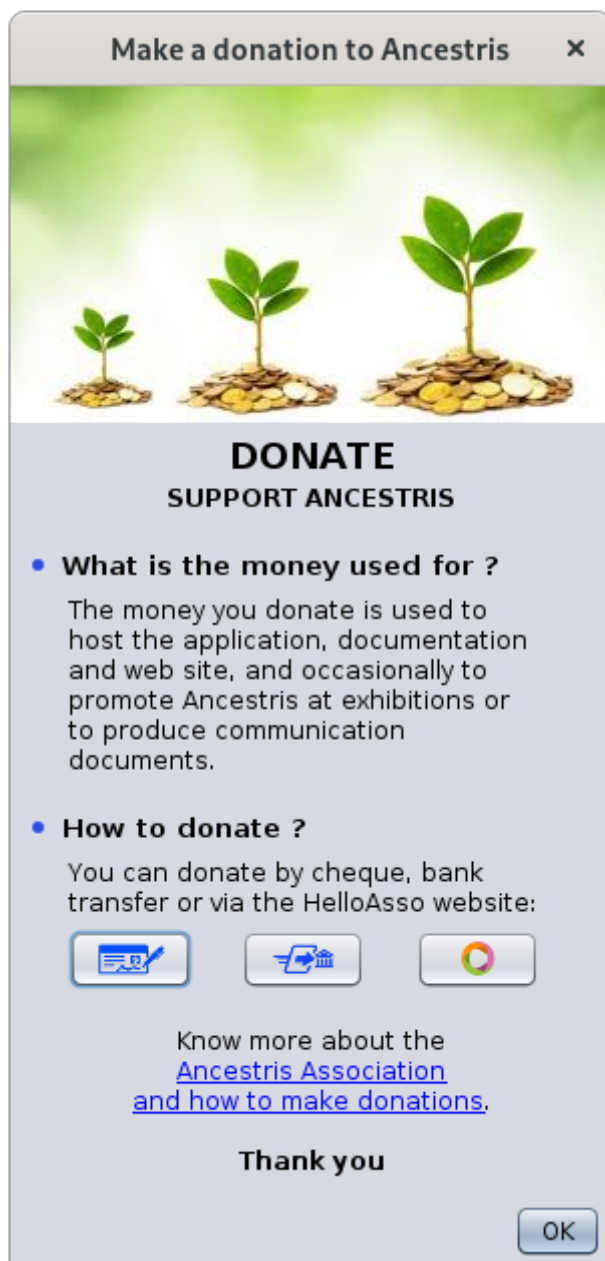 Make a donation to Ancestris
DONATE
SUPPORT ANCESTRIS
What is the money used for ?
The money you donate is used to
host the application, documentation
and web site, and occasionally to
promote Ancestris at exhibitions or
to produce communication
documents.
How to donate ?
You can donate by cheque, bank
transfer or via the HelloAsso website:
Know more about the
Ancestris Association
and how to make donations.
Thank you
OK